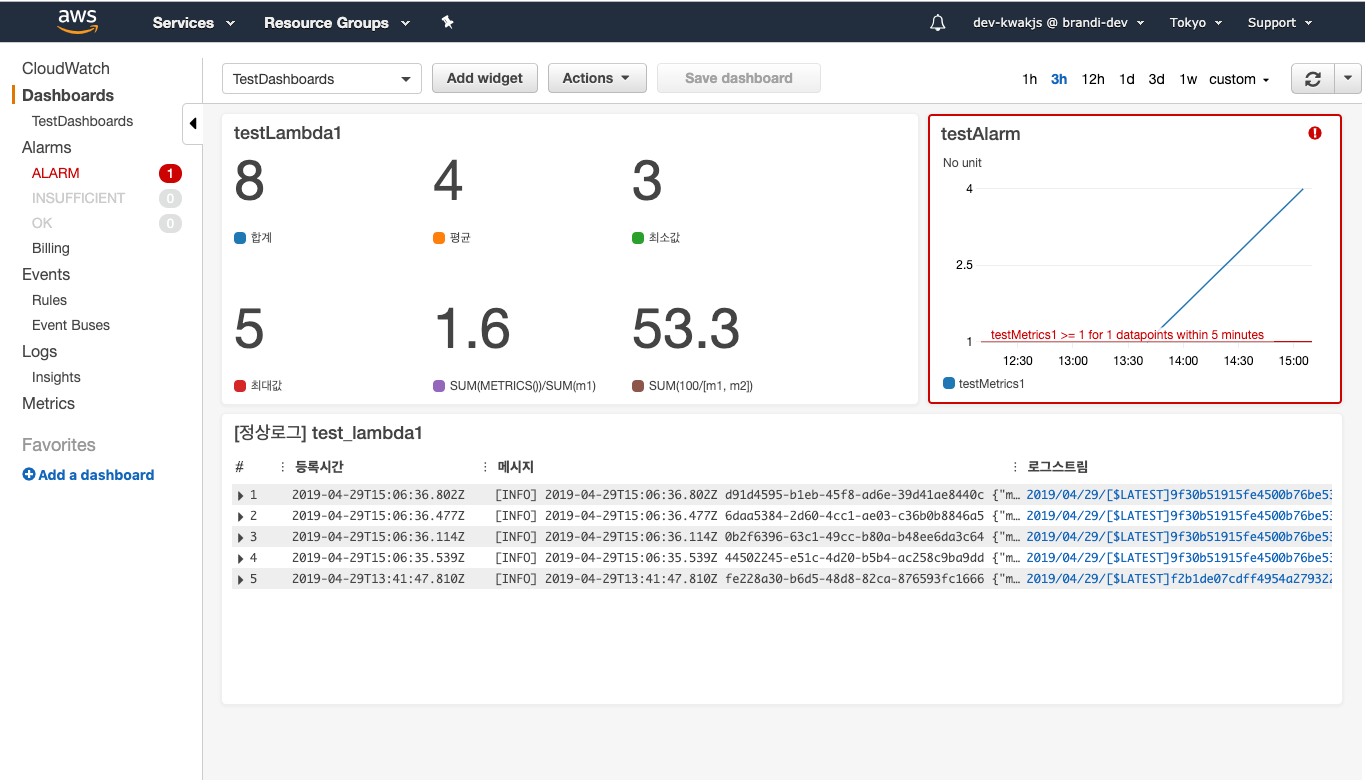 aws Services Resource Groups dev-kwakjs @ brandi-dev Tokyo Support
CloudWatch
Dashboards
TestDashboards
Alarms
ALARM 1
INSUFFICIENT 0
OK 0
Billing
Events
Rules
Event Buses
Logs
Insights
Metrics
Favorites
Add a dashboard
TestDashboards Add widget Actions Save dashboard 1h 3h 12h 1d 3d 1w custom
testLambda1
8 4 3
합계 평균 최소값
5 1.6 53.3
최대값 SUM(METRICS())/SUM(m1) SUM(100/[m1, m2])
testAlarm
No unit
4
2.5
testMetrics1 >= 1 for 1 datapoints within 5 minutes
1
12:30 13:00 13:30 14:00 14:30 15:00
testMetrics1
[정상로그] test_lambda1
# 등록시간 메시지 로그스트림
1 2019-04-29T15:06:36.802Z [INFO] 2019-04-29T15:06:36.802Z d91d4595-b1eb-45f8-ad6e-39d41ae8440c {"m… 2019/04/29/[$LATEST]9f30b51915fe4500b76be53
2 2019-04-29T15:06:36.477Z [INFO] 2019-04-29T15:06:36.477Z 6daa5384-2d60-4cc1-ae03-c36b0b8846a5 {"m… 2019/04/29/[$LATEST]9f30b51915fe4500b76be53
3 2019-04-29T15:06:36.114Z [INFO] 2019-04-29T15:06:36.114Z 0b2f6396-63c1-49cc-b80a-b48ee6da3c64 {"m… 2019/04/29/[$LATEST]9f30b51915fe4500b76be53
4 2019-04-29T15:06:35.539Z [INFO] 2019-04-29T15:06:35.539Z 44502245-e51c-4d20-b5b4-ac258c9ba9dd {"m… 2019/04/29/[$LATEST]9f30b51915fe4500b76be53
5 2019-04-29T13:41:47.810Z [INFO] 2019-04-29T13:41:47.810Z fe228a30-b6d5-48d8-82ca-876593fc1666 {"m… 2019/04/29/[$LATEST]f2b1de07cdff4954a279322